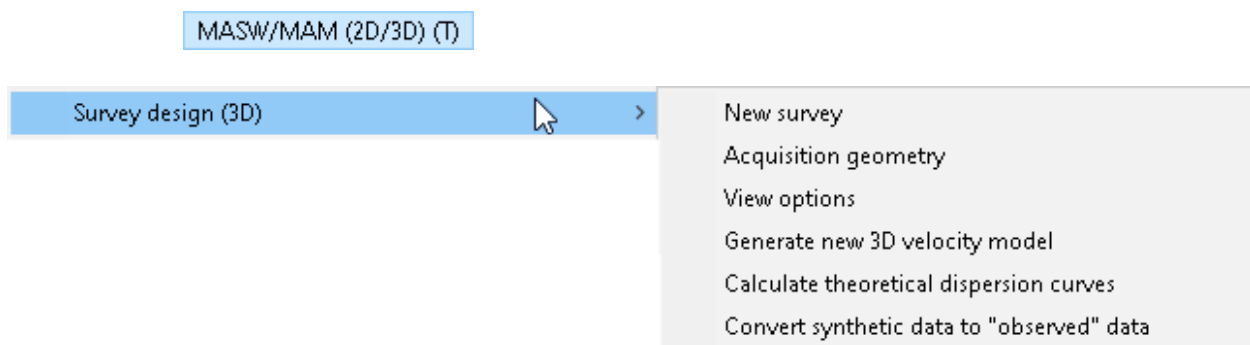 MASW/MAM (2D/3D) (T)
Survey design (3D) >
New survey
Acquisition geometry
View options
Generate new 3D velocity model
Calculate theoretical dispersion curves
Convert synthetic data to "observed" data